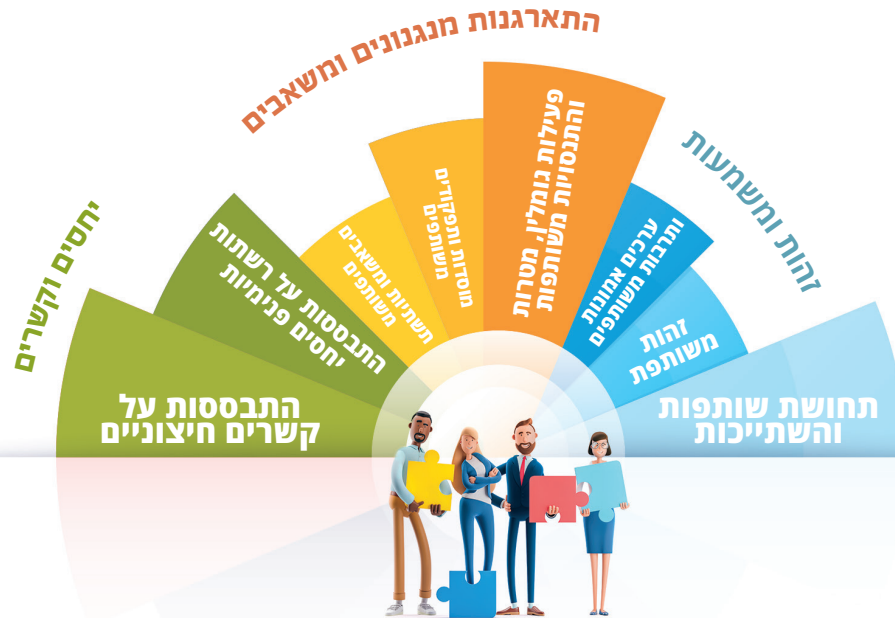 זהות ומשמעות
תחושת שותפות
והשתייכות
זהות
משותפת
ערכים אמונות
ותרבות משותפים
התארגנות מנגנונים ומשאבים
פעילות גומלין, מטרות
והתנסויות משותפות
מוסדות ותפקודים
משותפים
תשתיות ומשאבים
משותפים
יחסים וקשרים
התבססות על רשתות
יחסים פנימיות
התבססות על
קשרים חיצוניים